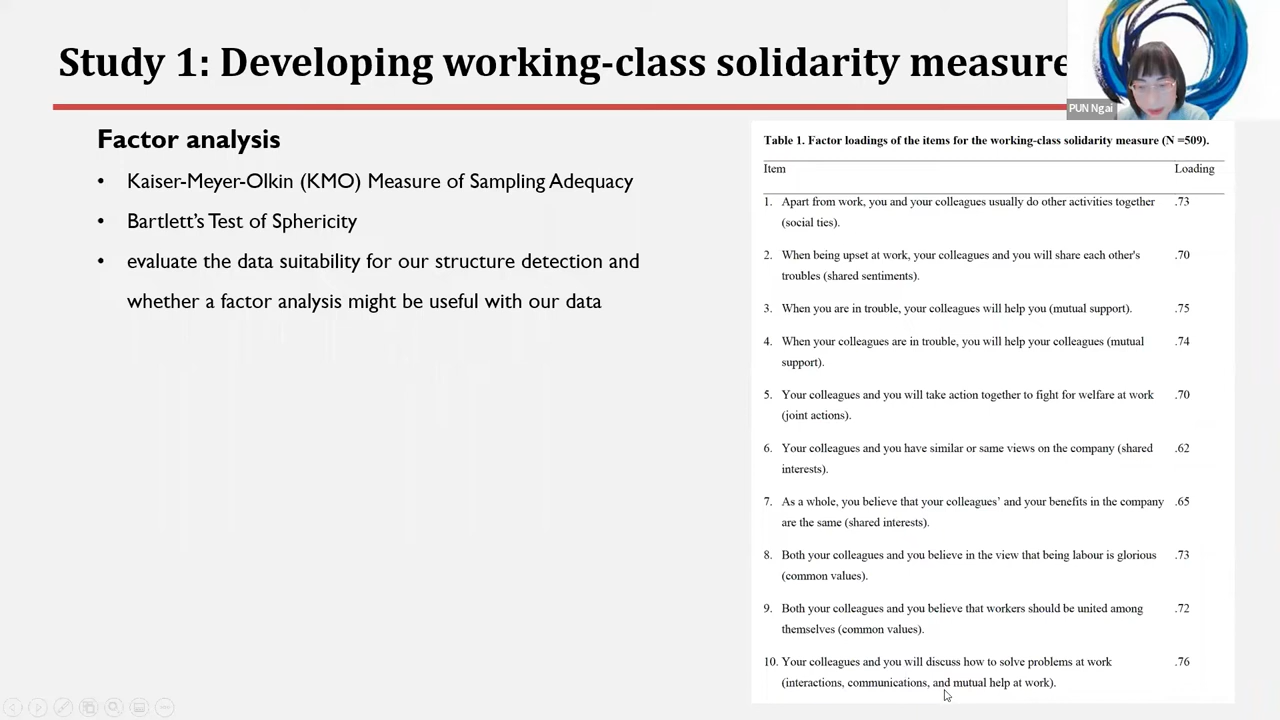 Study 1: Developing working-class solidarity measure
PUN Ngai
Factor analysis
• Kaiser-Meyer-Olkin (KMO) Measure of Sampling Adequacy
• Bartlett’s Test of Sphericity
• evaluate the data suitability for our structure detection and
whether a factor analysis might be useful with our data
Table 1. Factor loadings of the items for the working-class solidarity measure (N =509).
Item Loading
1. Apart from work, you and your colleagues usually do other activities together .73
(social ties).
2. When being upset at work, your colleagues and you will share each other's .70
troubles (shared sentiments).
3. When you are in trouble, your colleagues will help you (mutual support). .75
4. When your colleagues are in trouble, you will help your colleagues (mutual .74
support).
5. Your colleagues and you will take action together to fight for welfare at work .70
(joint actions).
6. Your colleagues and you have similar or same views on the company (shared .62
interests).
7. As a whole, you believe that your colleagues’ and your benefits in the company .65
are the same (shared interests).
8. Both your colleagues and you believe in the view that being labour is glorious .73
(common values).
9. Both your colleagues and you believe that workers should be united among .72
themselves (common values).
10. Your colleagues and you will discuss how to solve problems at work .76
(interactions, communications, and mutual help at work).